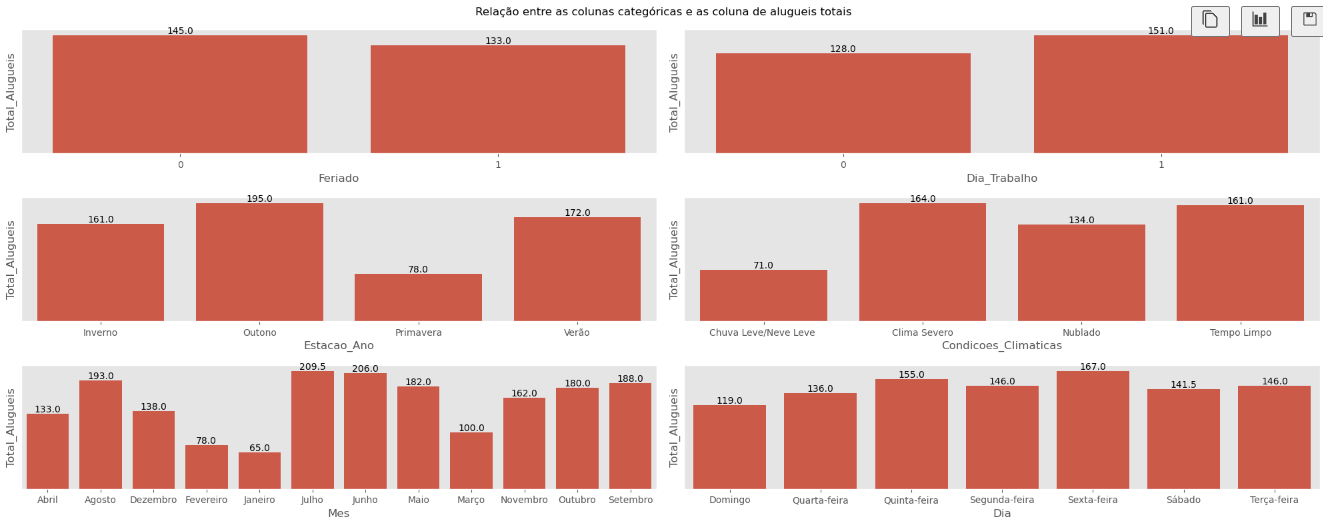 Relação entre as colunas categóricas e as coluna de alugueis totais
145.0
133.0
Total_Alugueis
0 1
Feriado
128.0
151.0
Total_Alugueis
0 1
Dia_Trabalho
161.0
195.0
78.0
172.0
Total_Alugueis
Inverno Outono Primavera Verão
Estacao_Ano
71.0
164.0
134.0
161.0
Total_Alugueis
Chuva Leve/Neve Leve Clima Severo Nublado Tempo Limpo
Condicoes_Climaticas
133.0
193.0
138.0
78.0
65.0
209.5
206.0
182.0
100.0
162.0
180.0
188.0
Total_Alugueis
Abril Agosto Dezembro Fevereiro Janeiro Julho Junho Maio Março Novembro Outubro Setembro
Mes
119.0
136.0
155.0
146.0
167.0
141.5
146.0
Total_Alugueis
Domingo Quarta-feira Quinta-feira Segunda-feira Sexta-feira Sábado Terça-feira
Dia